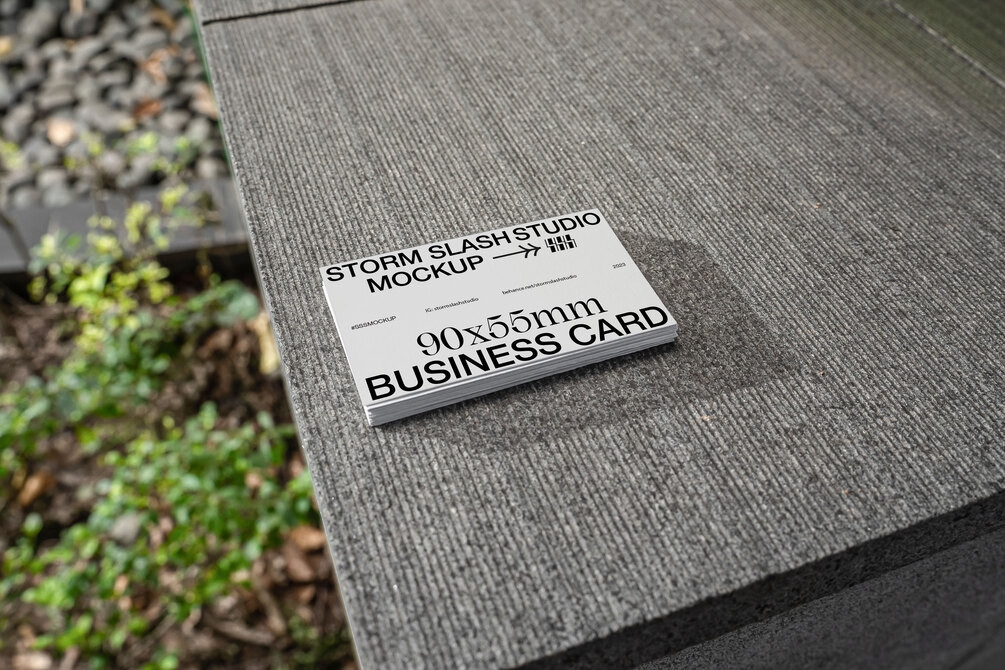 STORM SLASH STUDIO
MOCKUP
#SSSMOCKUP
IG: stormslashstudio
behance.net/stormslashstudio
2023
90x55mm
BUSINESS CARD